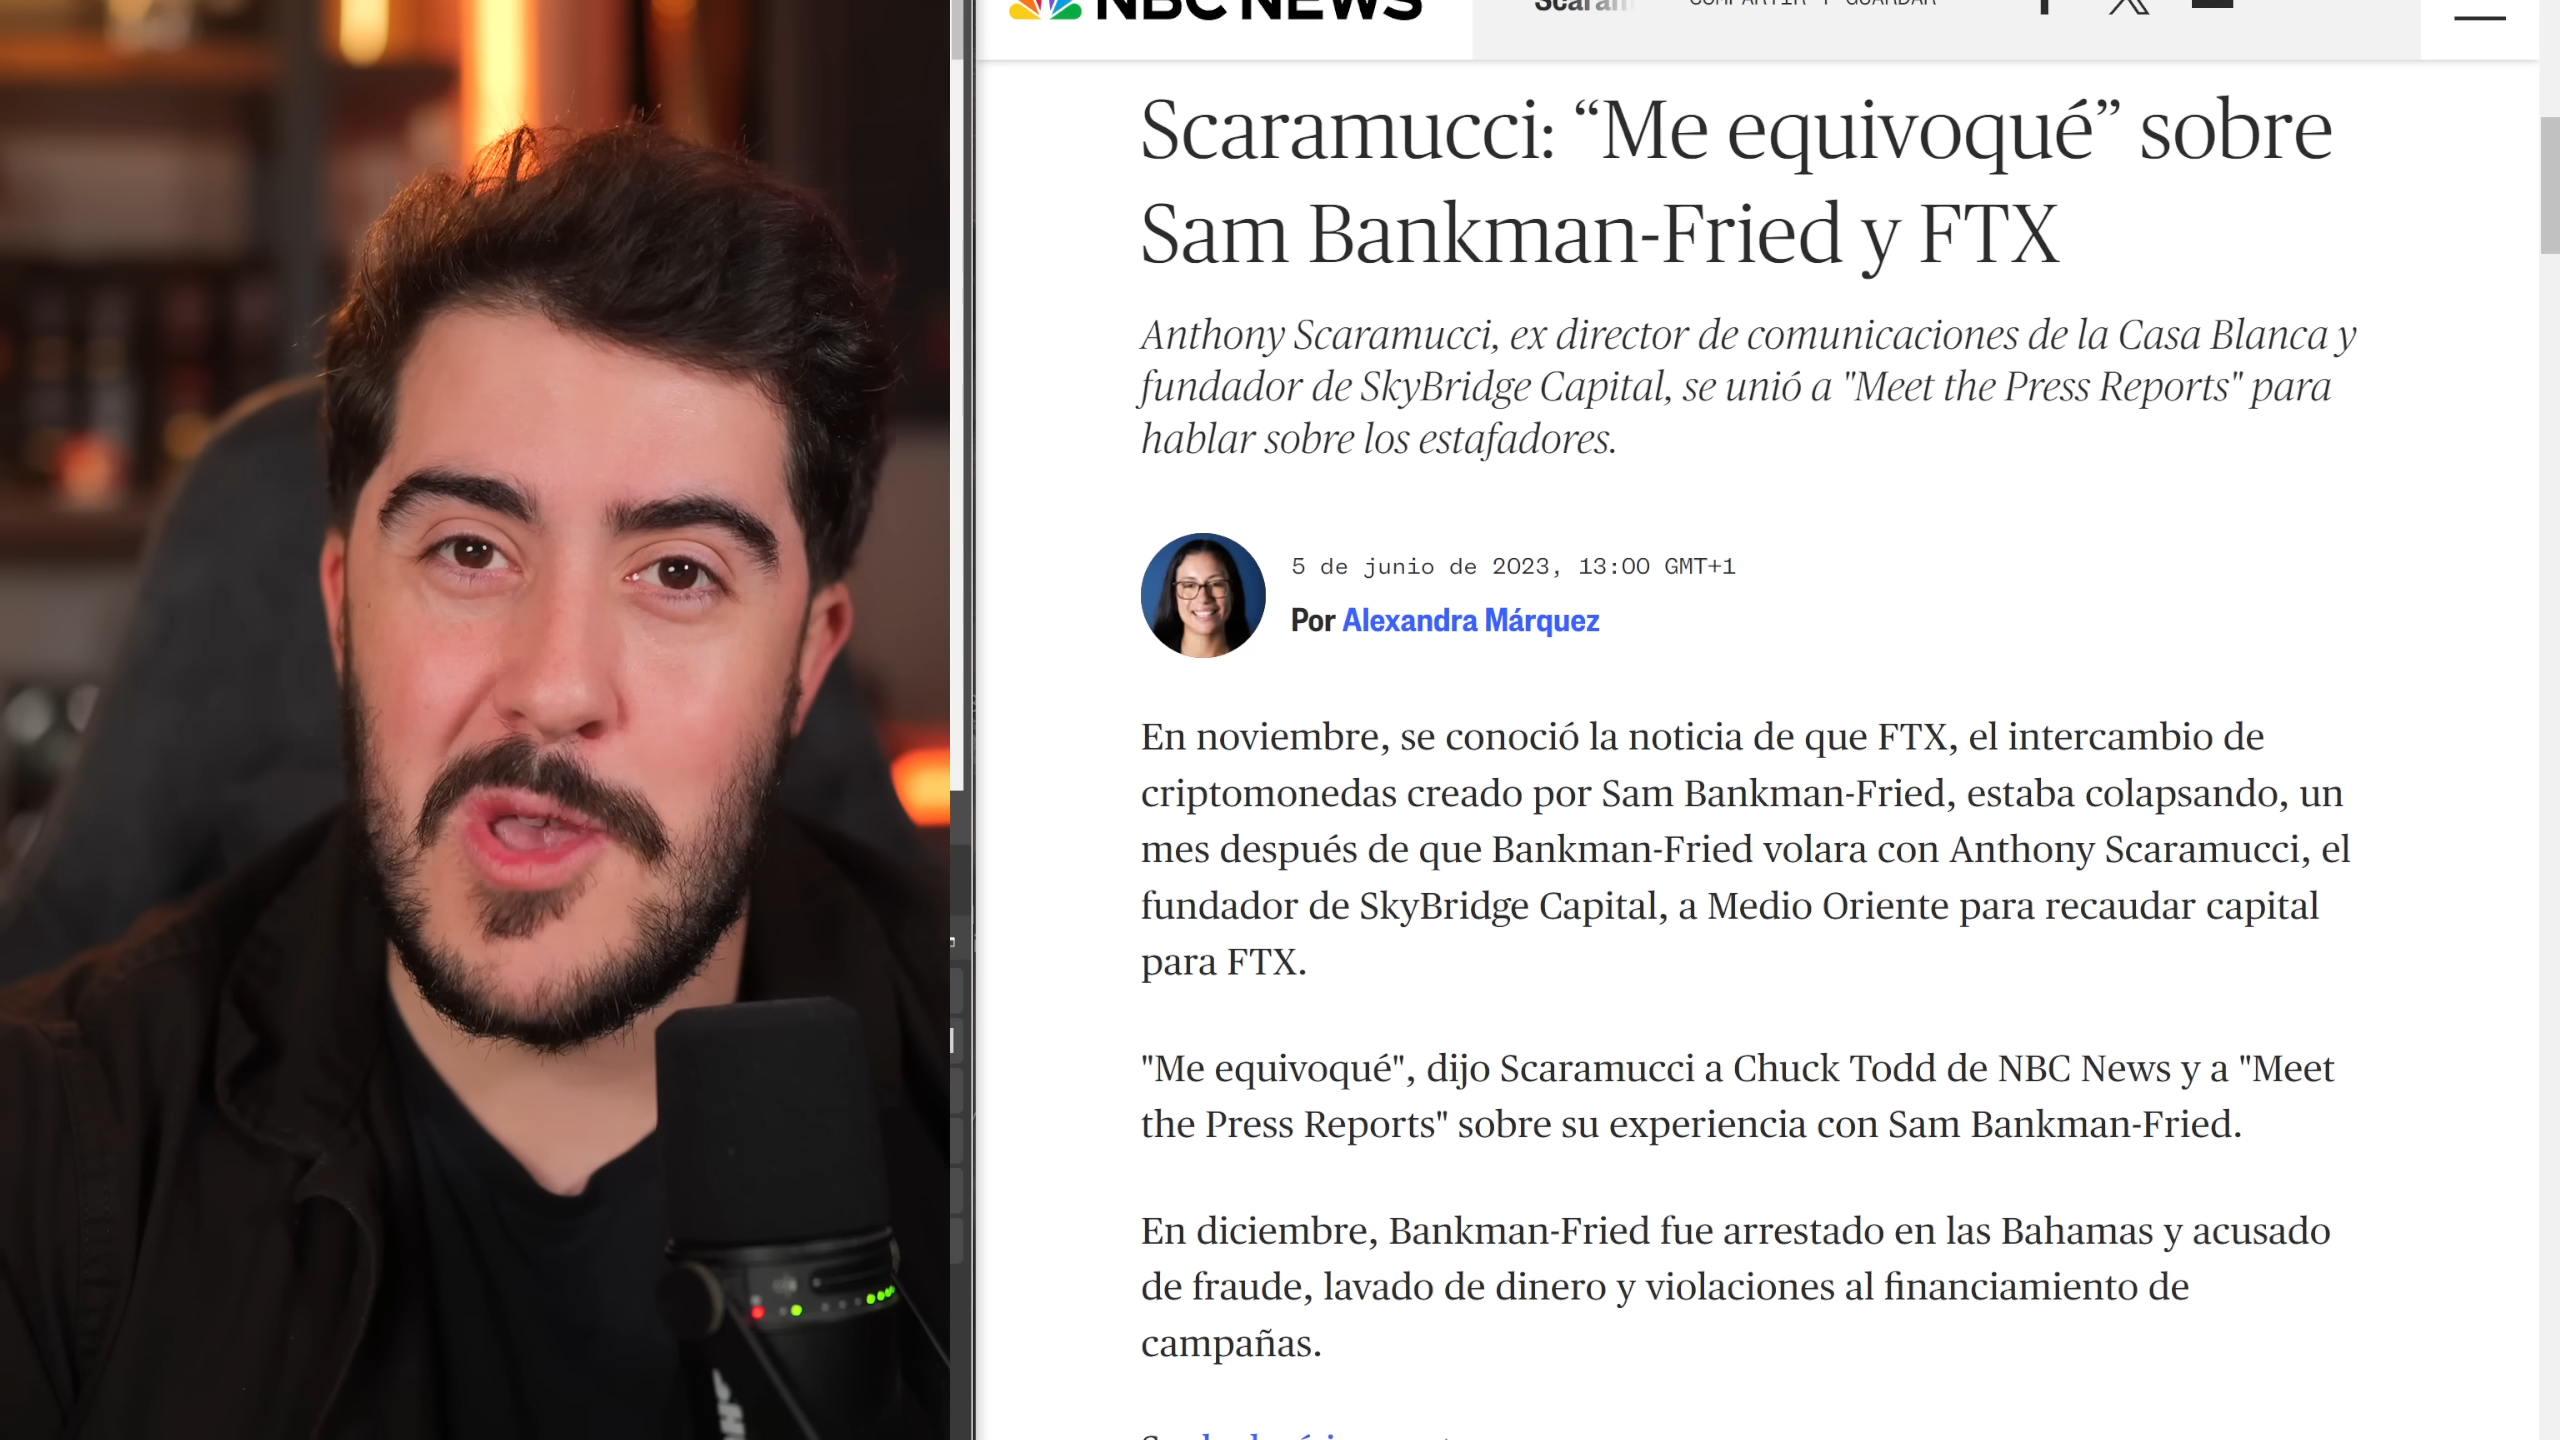 NBC NEWS
COMPARTIR Y GUARDAR
Scaramucci: “Me equivoqué” sobre
Sam Bankman-Fried y FTX
Anthony Scaramucci, ex director de comunicaciones de la Casa Blanca y
fundador de SkyBridge Capital, se unió a "Meet the Press Reports" para
hablar sobre los estafadores.
5 de junio de 2023, 13:00 GMT+1
Por Alexandra Márquez
En noviembre, se conoció la noticia de que FTX, el intercambio de
criptomonedas creado por Sam Bankman-Fried, estaba colapsando, un
mes después de que Bankman-Fried volara con Anthony Scaramucci, el
fundador de SkyBridge Capital, a Medio Oriente para recaudar capital
para FTX.
"Me equivoqué", dijo Scaramucci a Chuck Todd de NBC News y a "Meet
the Press Reports" sobre su experiencia con Sam Bankman-Fried.
En diciembre, Bankman-Fried fue arrestado en las Bahamas y acusado
de fraude, lavado de dinero y violaciones al financiamiento de
campañas.